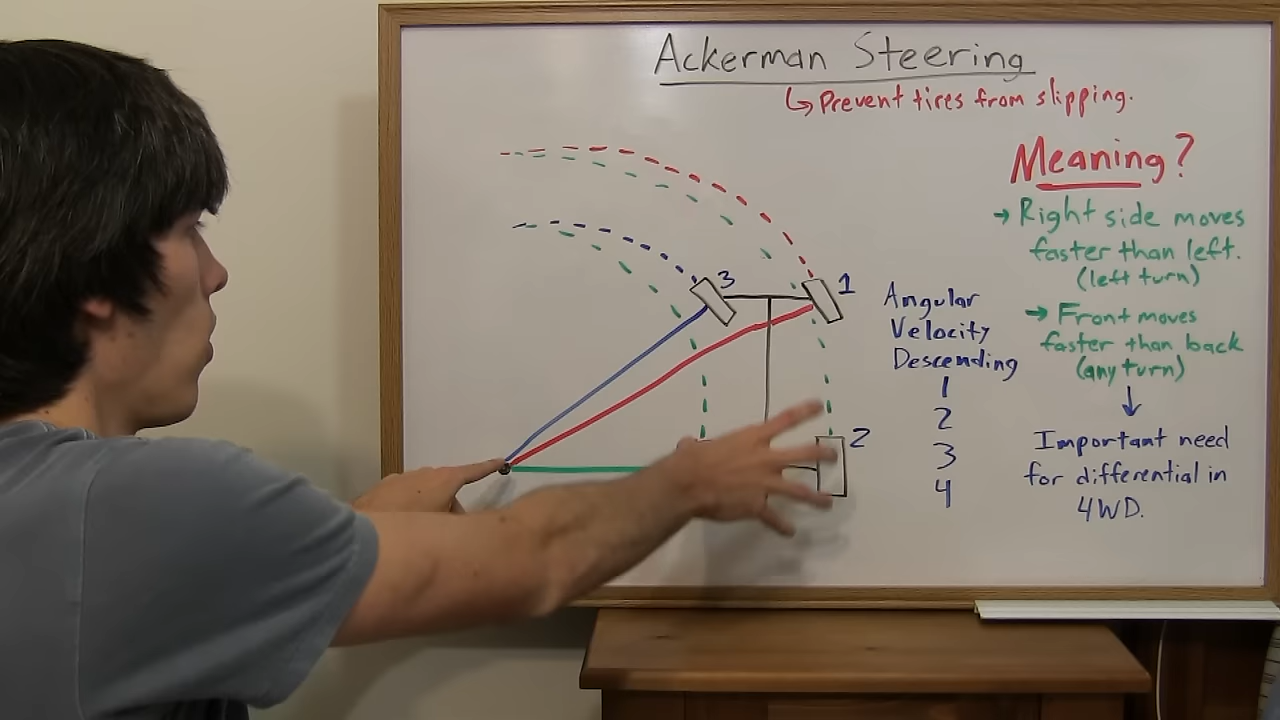 Ackerman Steering
↳ Prevent tires from slipping.
Meaning?
→ Right side moves
faster than left.
(left turn)
→ Front moves
faster than back
(any turn)
↓
Important need
for differential in
4WD.
3
1
2
Angular
Velocity
Descending
1
2
3
4